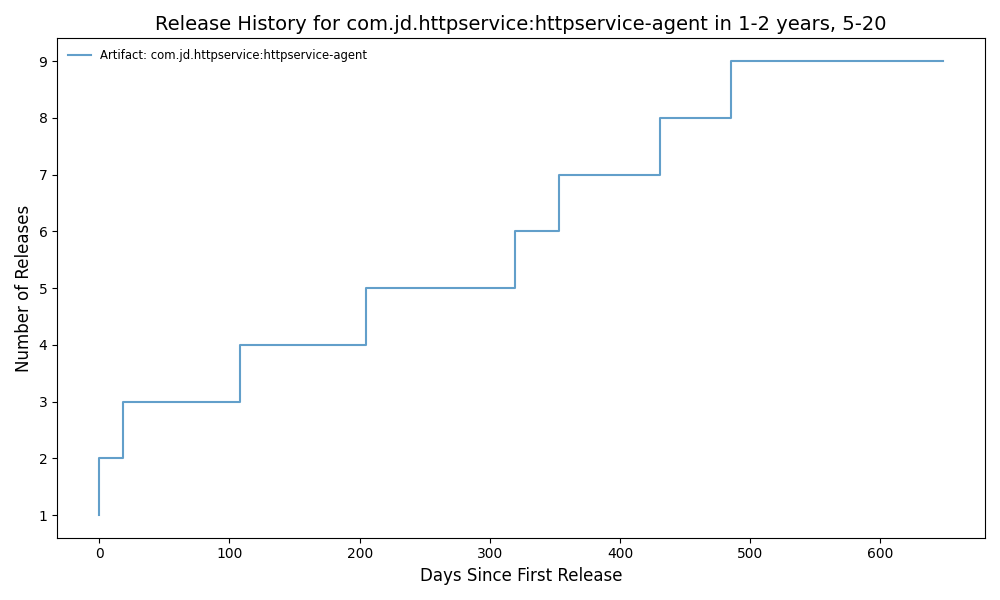 Release History for com.jd.httpservice:httpservice-agent in 1-2 years, 5-20
Artifact: com.jd.httpservice:httpservice-agent
Number of Releases
9
8
7
6
5
4
3
2
1
0 100 200 300 400 500 600
Days Since First Release